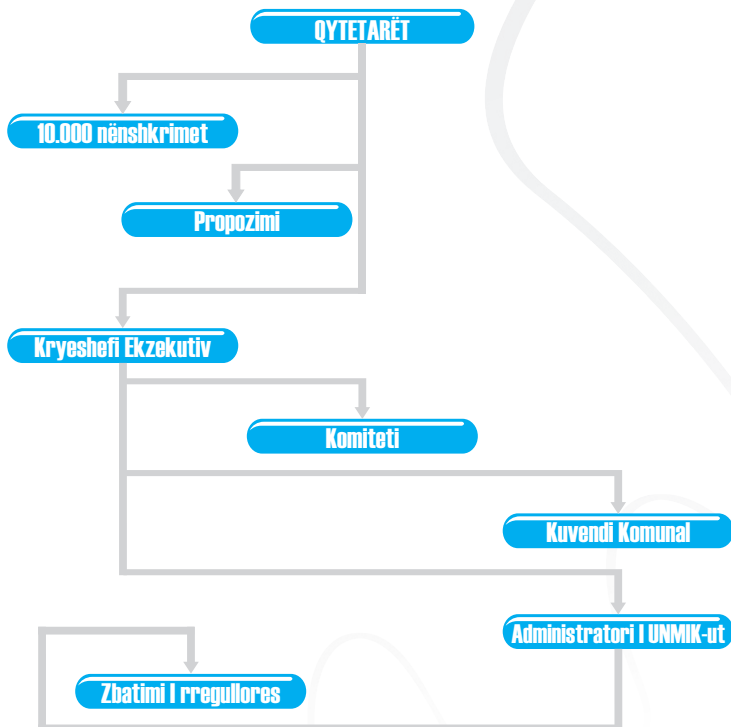 QYTETARËT
10.000 nënshkrimet
Propozimi
Kryeshefi Ekzekutiv
Komiteti
Kuvendi Komunal
Administratori I UNMIK-ut
Zbatimi I rregullores